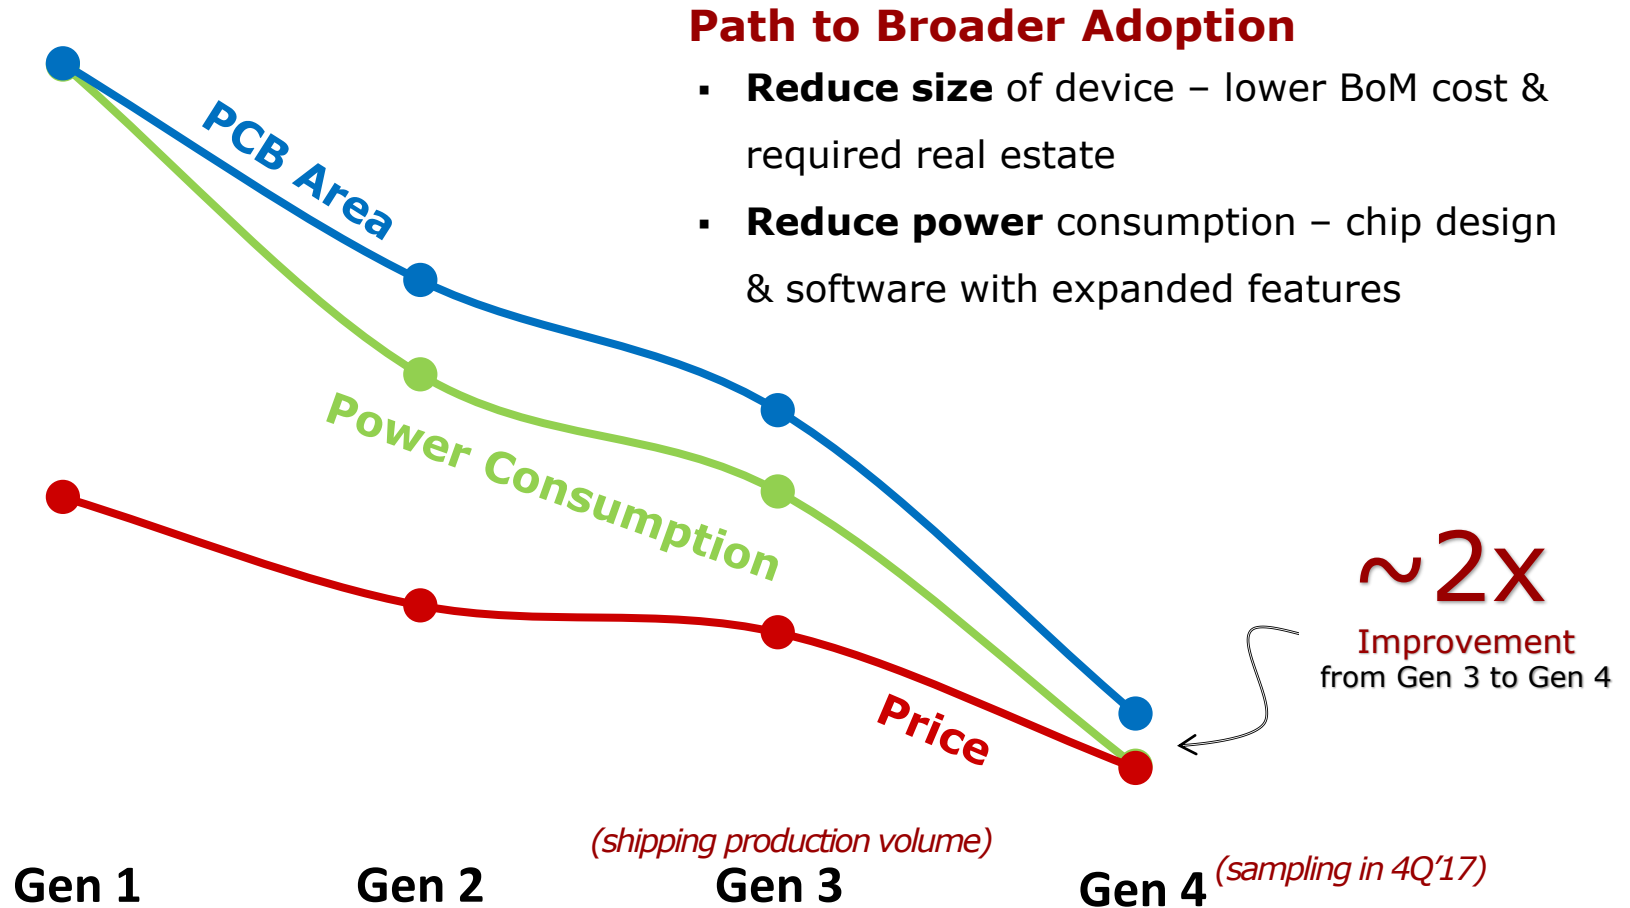 Path to Broader Adoption
▪ Reduce size of device – lower BoM cost &
required real estate
▪ Reduce power consumption – chip design
& software with expanded features
PCB Area
Power Consumption
Price
~2x
Improvement
from Gen 3 to Gen 4
(shipping production volume)
(sampling in 4Q’17)
Gen 1
Gen 2
Gen 3
Gen 4